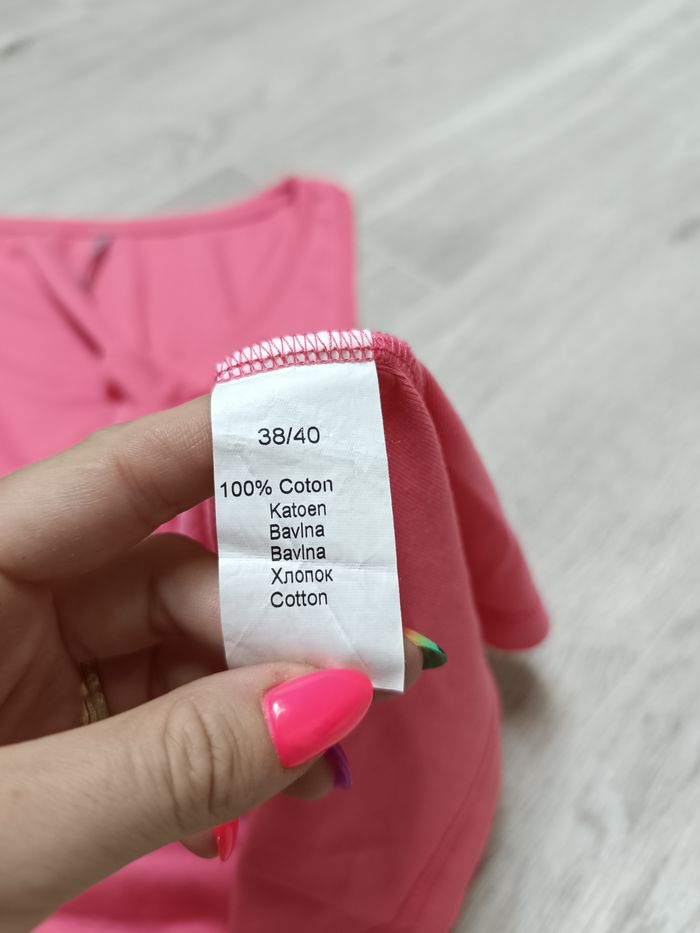 38/40
100% Coton
Katoen
Bavlna
Bavlna
Хлопок
Cotton